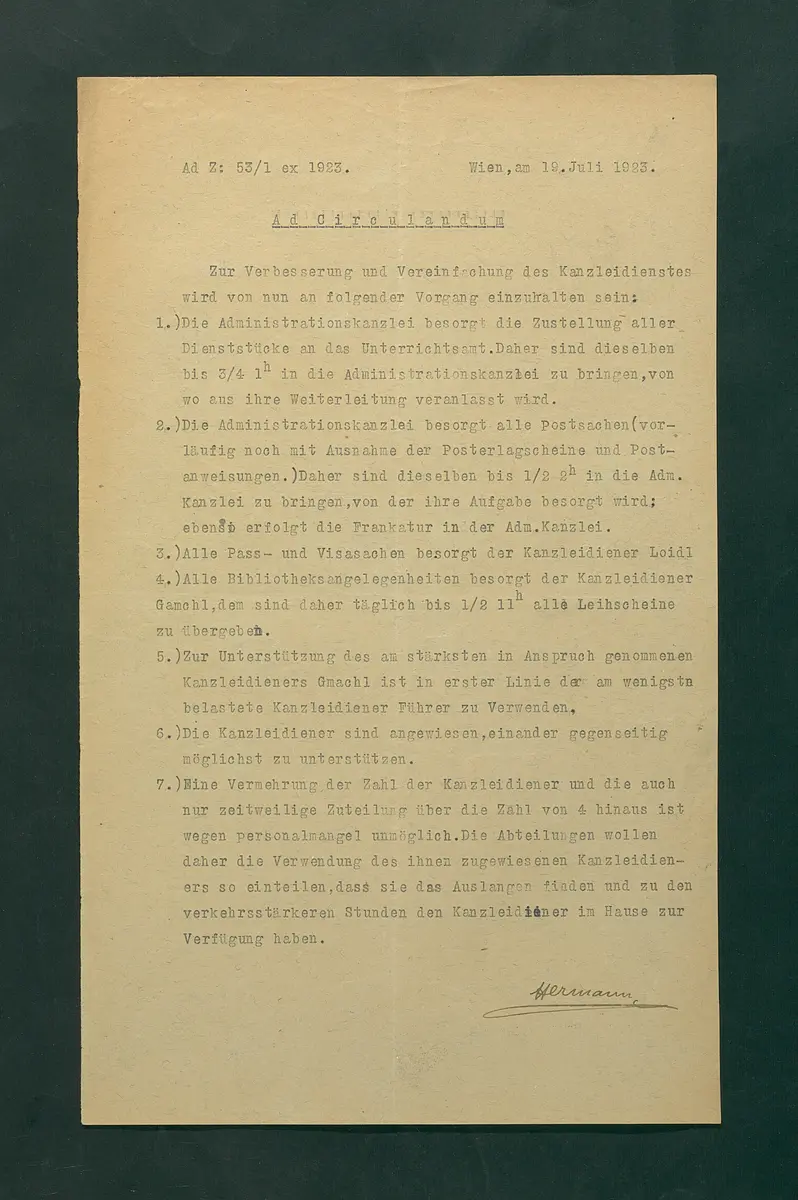 Ad Z: 53/1 ex 1923. Wien,am 19.Juli 1923.
Ad Circulandum
Zur Verbesserung und Vereinfachung des Kanzleidienstes
wird von nun an folgender Vorgang einzuhalten sein:
1.)Die Administrationskanzlei besorgt die Zustellung aller
Dienststücke an das Unterrichtsamt.Daher sind dieselben
bis 3/4 1h in die Administrationskanzlei zu bringen,von
wo aus ihre Weiterleitung veranlasst wird.
2.)Die Administrationskanzlei besorgt alle Postsachen(vor-
läufig noch mit Ausnahme der Posterlagscheine und Post-
anweisungen.)Daher sind dieselben bis 1/2 2h in die Adm.
Kanzlei zu bringen,von der ihre Aufgabe besorgt wird;
ebenso erfolgt die Frankatur in der Adm.Kanzlei.
3.)Alle Pass- und Visasachen besorgt der Kanzleidiener Loidl
4.)Alle Bibliotheksangelegenheiten besorgt der Kanzleidiener
Gamchl,dem sind daher täglich bis 1/2 11h alle Leihscheine
zu übergeben.
5.)Zur Unterstützung des am stärksten in Anspruch genommenen
Kanzleidieners Gmachl ist in erster Linie der am wenigstn
belastete Kanzleidiener Führer zu Verwenden.
6.)Die Kanzleidiener sind angewiesen,einander gegenseitig
möglichst zu unterstützen.
7.)Eine Vermehrung der Zahl der Kanzleidiener und die auch
nur zeitweilige Zuteilung über die Zahl von 4 hinaus ist
wegen personalmangel unmöglich.Die Abteilungen wollen
daher die Verwendung des ihnen zugewiesenen Kanzleidien-
ers so einteilen,dass sie das Auslangen finden und zu den
verkehrsstärkeren Stunden den Kanzleidiener im Hause zur
Verfügung haben.
Hermann